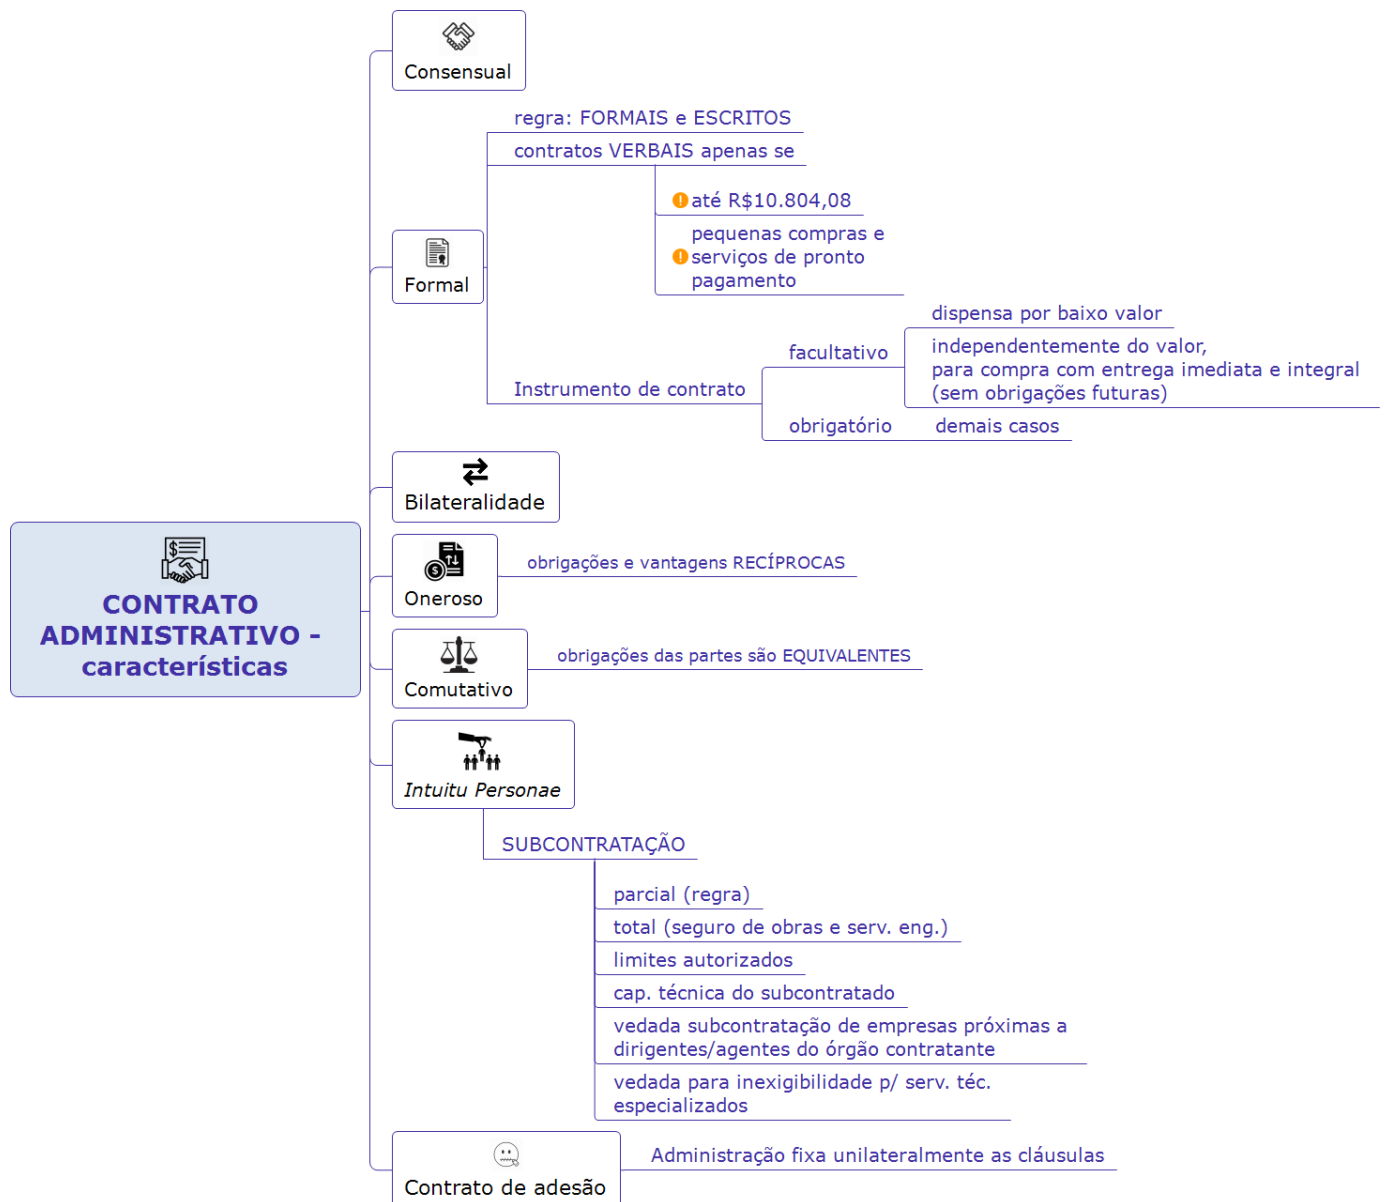 CONTRATO
ADMINISTRATIVO -
características
Consensual
Formal
regra: FORMAIS e ESCRITOS
contratos VERBAIS apenas se
até R$10.804,08
pequenas compras e
serviços de pronto
pagamento
Instrumento de contrato
facultativo
dispensa por baixo valor
independentemente do valor,
para compra com entrega imediata e integral
(sem obrigações futuras)
obrigatório
demais casos
Bilateralidade
Oneroso
obrigações e vantagens RECÍPROCAS
Comutativo
obrigações das partes são EQUIVALENTES
Intuitu Personae
SUBCONTRATAÇÃO
parcial (regra)
total (seguro de obras e serv. eng.)
limites autorizados
cap. técnica do subcontratado
vedada subcontratação de empresas próximas a
dirigentes/agentes do órgão contratante
vedada para inexigibilidade p/ serv. téc.
especializados
Contrato de adesão
Administração fixa unilateralmente as cláusulas